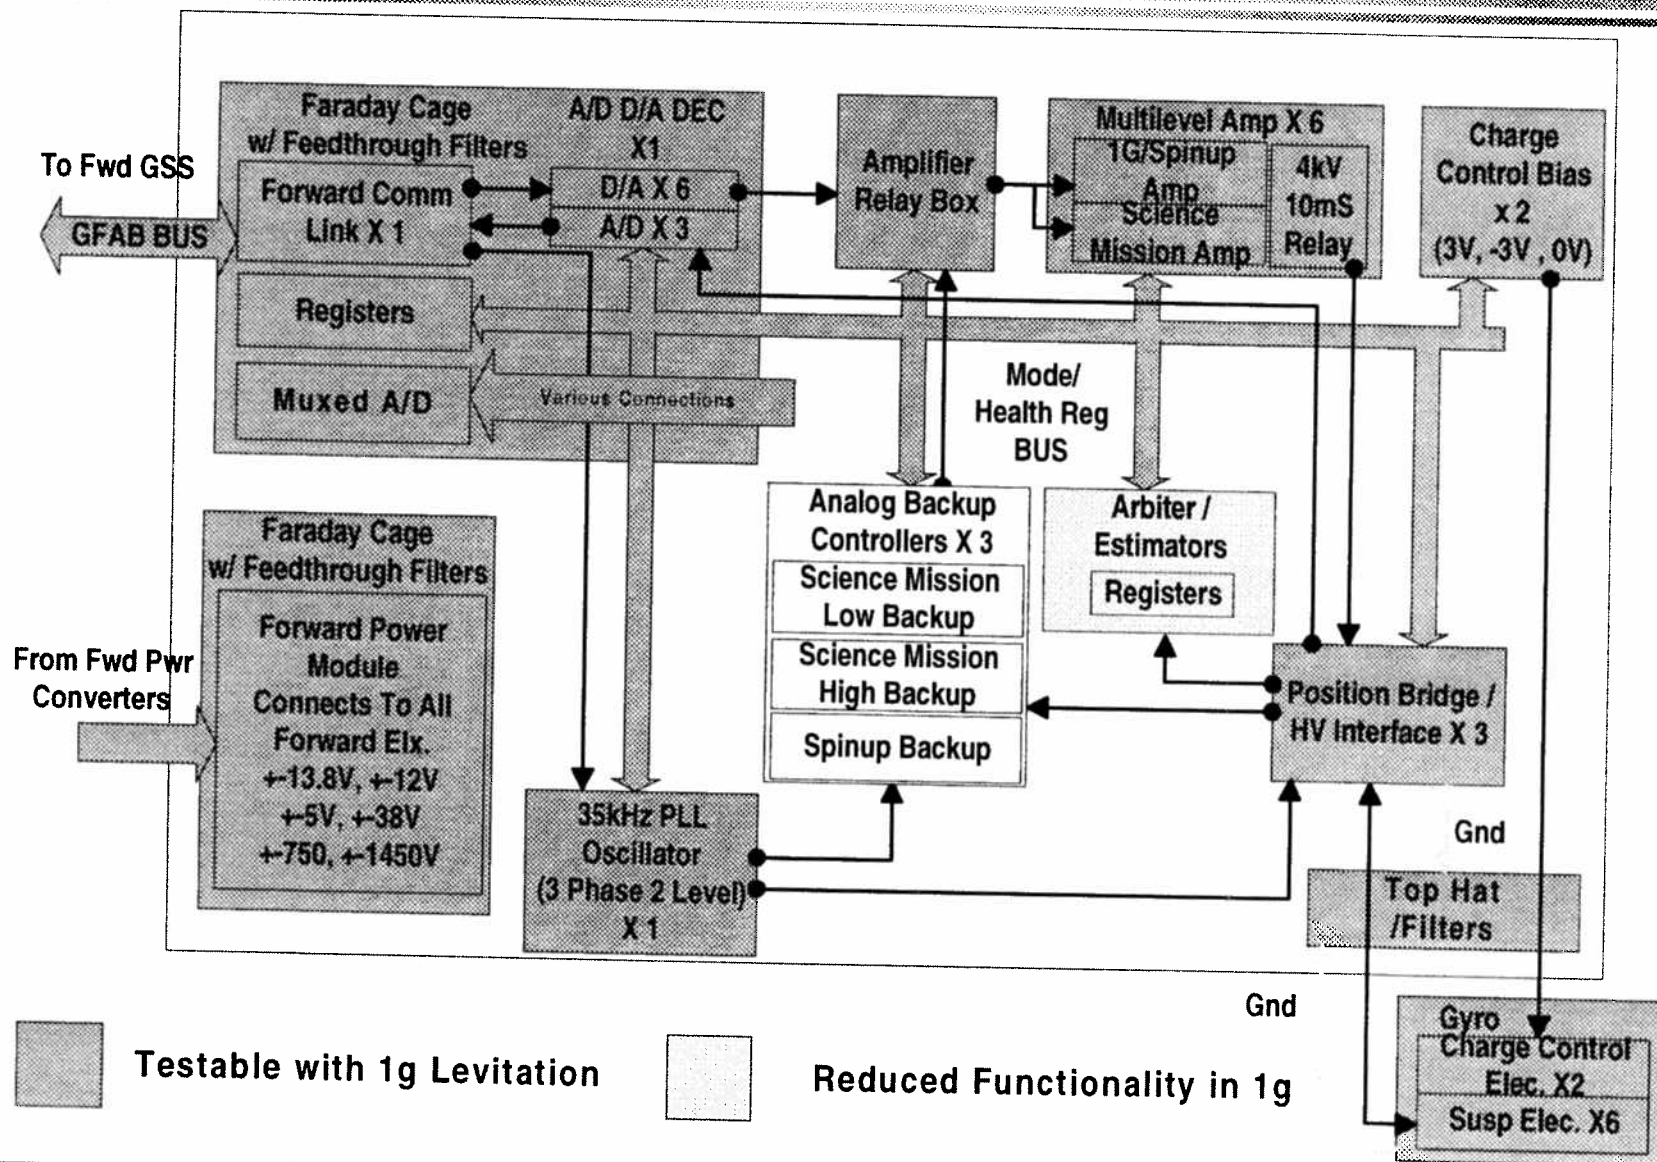 Faraday Cage
w/ Feedthrough Filters
A/D D/A DEC
X1
To Fwd GSS
GFAB BUS
Forward Comm
Link X 1
D/A X 6
A/D X 3
Registers
Muxed A/D
Various Connections
Amplifier
Relay Box
Multilevel Amp X 6
1G/Spinup
Amp
Science
Mission Amp
4kV
10mS
Relay
Charge
Control Bias
x 2
(3V, -3V , 0V)
Mode/
Health Reg
BUS
Faraday Cage
w/ Feedthrough Filters
Forward Power
Module
Connects To All
Forward Elx.
+-13.8V, +-12V
+-5V, +-38V
+-750, +-1450V
From Fwd Pwr
Converters
Analog Backup
Controllers X 3
Science Mission
Low Backup
Science Mission
High Backup
Spinup Backup
Arbiter /
Estimators
Registers
Position Bridge /
HV Interface X 3
35kHz PLL
Oscillator
(3 Phase 2 Level)
X 1
Gnd
Top Hat
/Filters
Gnd
Gyro
Charge Control
Elec. X2
Susp Elec. X6
Testable with 1g Levitation
Reduced Functionality in 1g